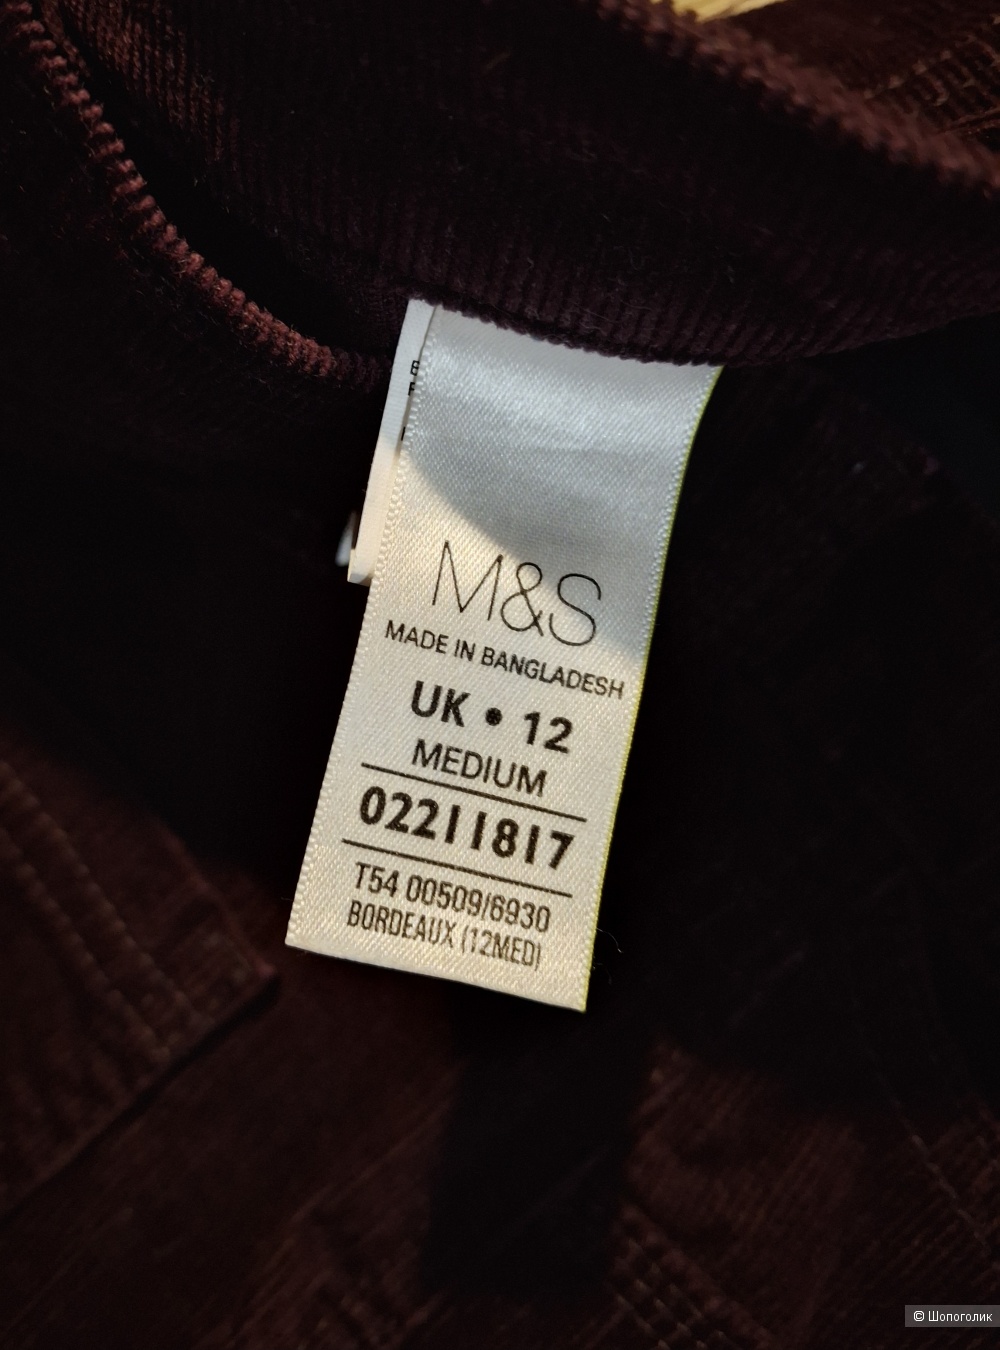 M&S
MADE IN BANGLADESH
UK • 12
MEDIUM
02211817
T54 00509/6930
BORDEAUX (12MED)
© Шопоголик